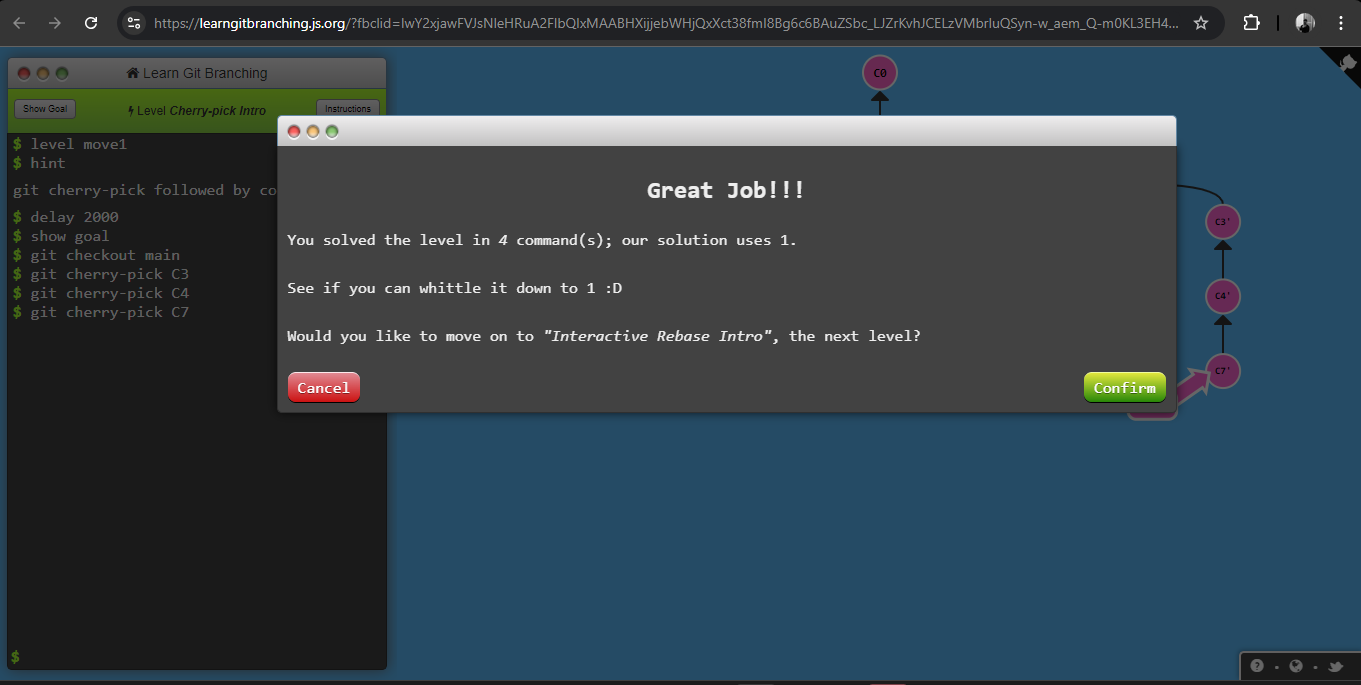 https://learngitbranching.js.org/?fbclid=IwY2xjawFVJsNleHRuA2FlbQIxMAABHXijjebWHjQxXct38fmI8Bg6c6BAuZSbc_LJZrKvhJCELzVMbrluQSyn-w_aem_Q-m0KL3EH4...
Learn Git Branching
Show Goal
Level Cherry-pick Intro
Instructions
$ level move1
$ hint
git cherry-pick followed by co
$ delay 2000
$ show goal
$ git checkout main
$ git cherry-pick C3
$ git cherry-pick C4
$ git cherry-pick C7
$
C0
Great Job!!!
You solved the level in 4 command(s); our solution uses 1.
See if you can whittle it down to 1 :D
Would you like to move on to "Interactive Rebase Intro", the next level?
Cancel
Confirm
C3'
C4'
C7'